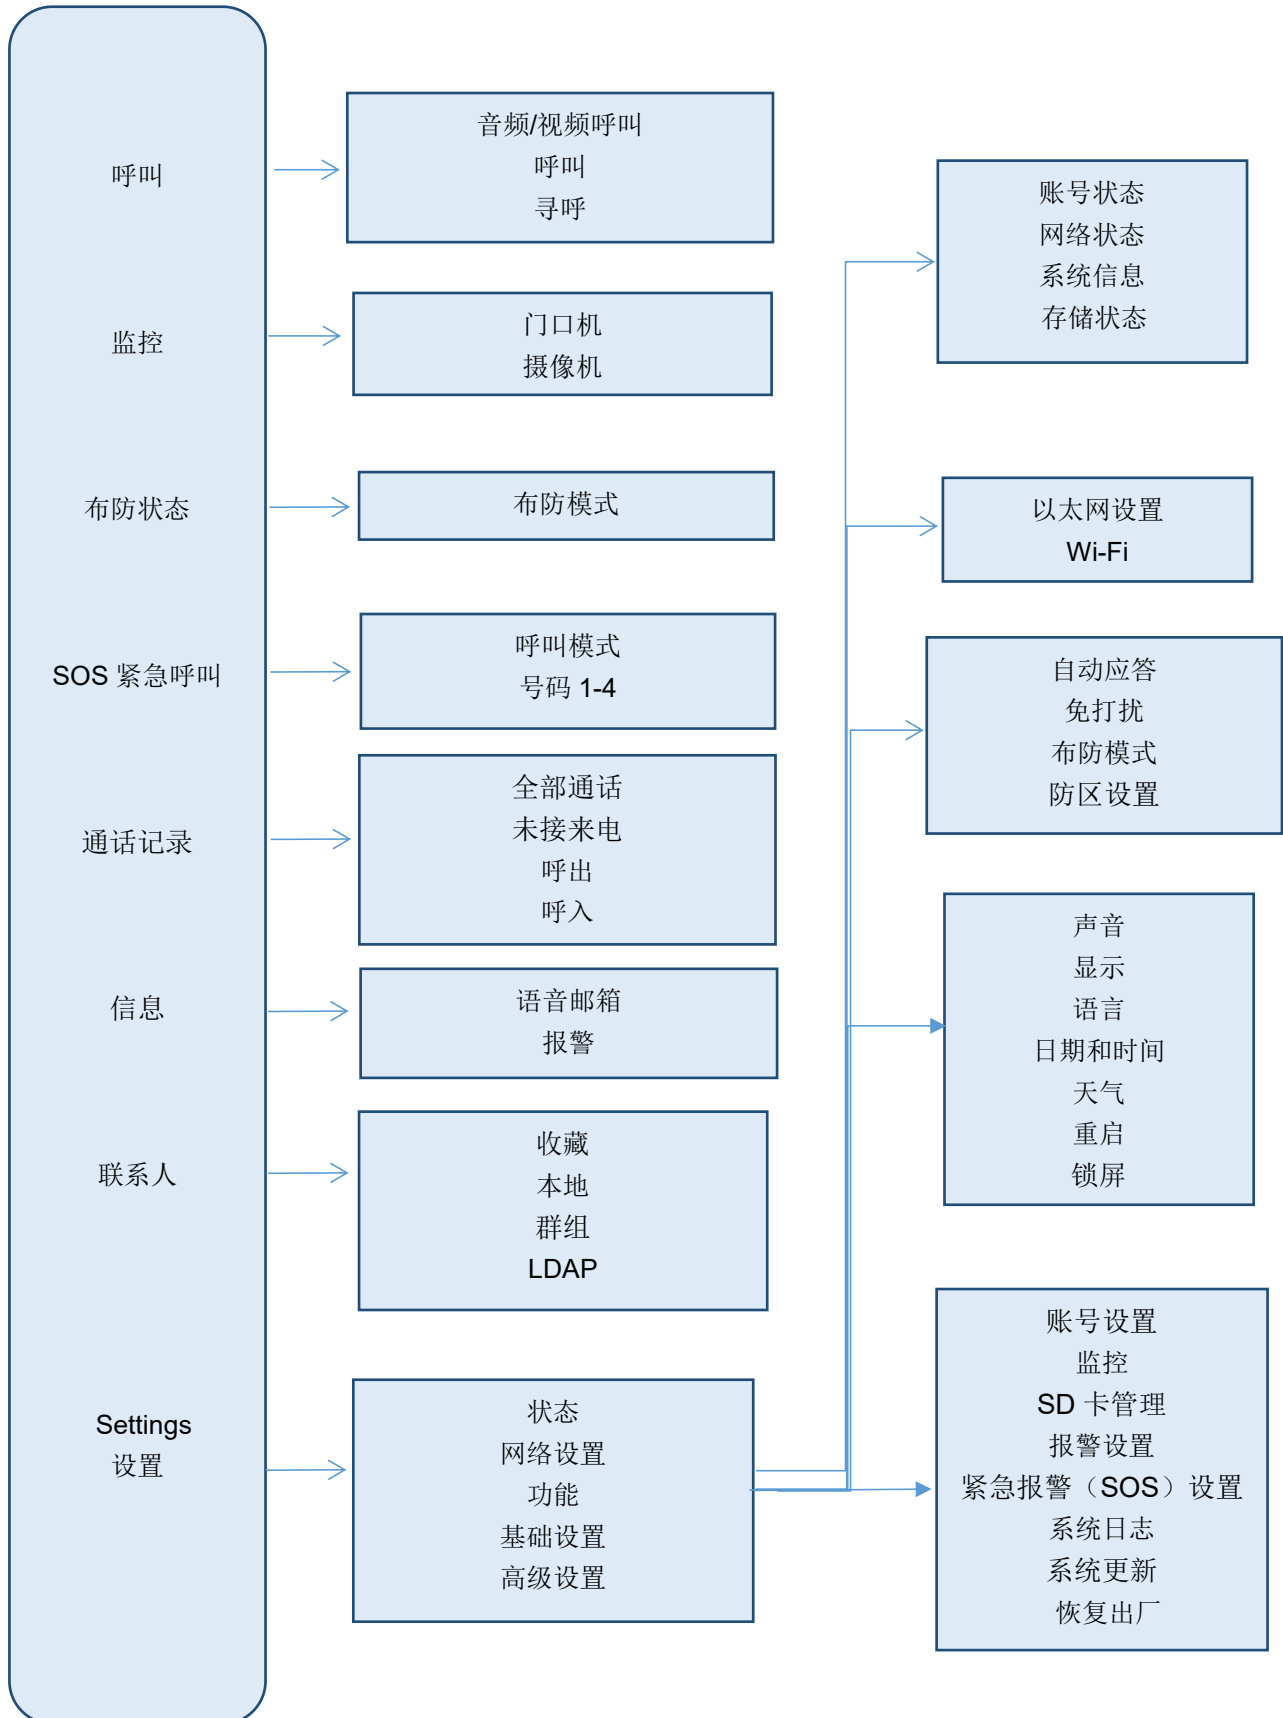 呼叫
监控
布防状态
SOS 紧急呼叫
通话记录
信息
联系人
Settings
设置
音频/视频呼叫
呼叫
寻呼
门口机
摄像机
布防模式
呼叫模式
号码 1-4
全部通话
未接来电
呼出
呼入
语音邮箱
报警
收藏
本地
群组
LDAP
状态
网络设置
功能
基础设置
高级设置
账号状态
网络状态
系统信息
存储状态
以太网设置
Wi-Fi
自动应答
免打扰
布防模式
防区设置
声音
显示
语言
日期和时间
天气
重启
锁屏
账号设置
监控
SD 卡管理
报警设置
紧急报警（SOS）设置
系统日志
系统更新
恢复出厂